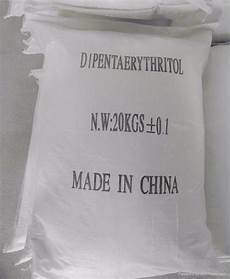 DIPENTAERYTHRITOL
N.W:20KGS±0.1
MADE IN CHINA